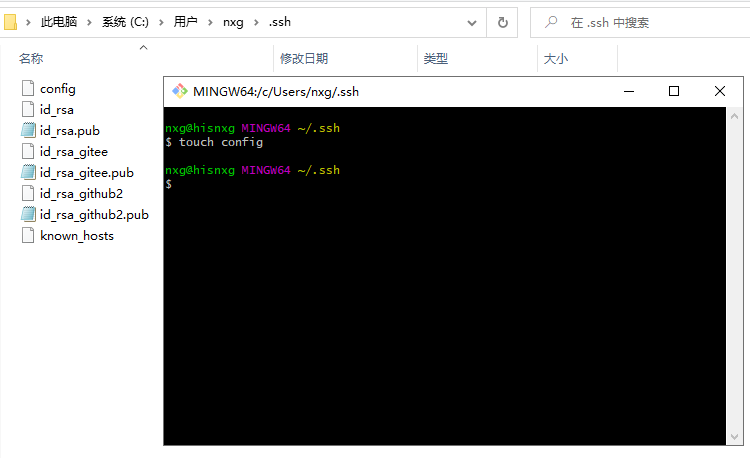 此电脑 › 系统 (C:) › 用户 › nxg › .ssh
在 .ssh 中搜索
名称 修改日期 类型 大小
config
id_rsa
id_rsa.pub
id_rsa_gitee
id_rsa_gitee.pub
id_rsa_github2
id_rsa_github2.pub
known_hosts
MINGW64:/c/Users/nxg/.ssh
nxg@hisnxg MINGW64 ~/.ssh
$ touch config
nxg@hisnxg MINGW64 ~/.ssh
$